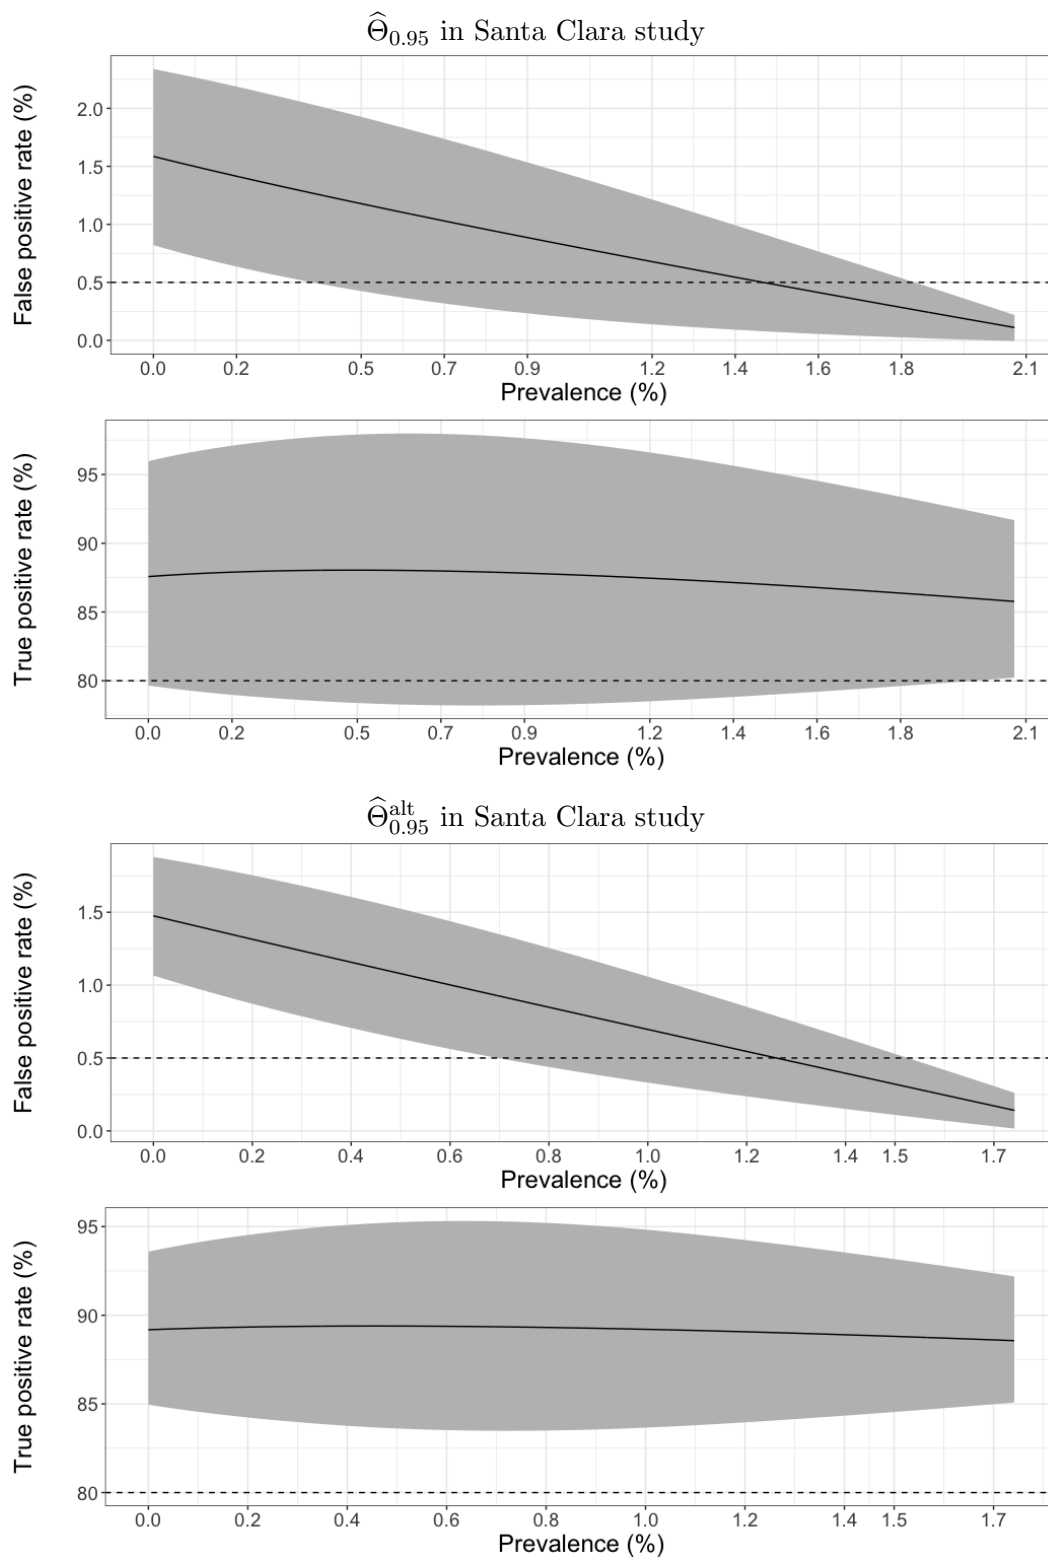 Θ̂0.95 in Santa Clara study
False positive rate (%)
2.0
1.5
1.0
0.5
0.0
0.0 0.2 0.5 0.7 0.9 1.2 1.4 1.6 1.8 2.1
Prevalence (%)
True positive rate (%)
95
90
85
80
0.0 0.2 0.5 0.7 0.9 1.2 1.4 1.6 1.8 2.1
Prevalence (%)
Θ̂alt0.95 in Santa Clara study
False positive rate (%)
1.5
1.0
0.5
0.0
0.0 0.2 0.4 0.6 0.8 1.0 1.2 1.4 1.5 1.7
Prevalence (%)
True positive rate (%)
95
90
85
80
0.0 0.2 0.4 0.6 0.8 1.0 1.2 1.4 1.5 1.7
Prevalence (%)